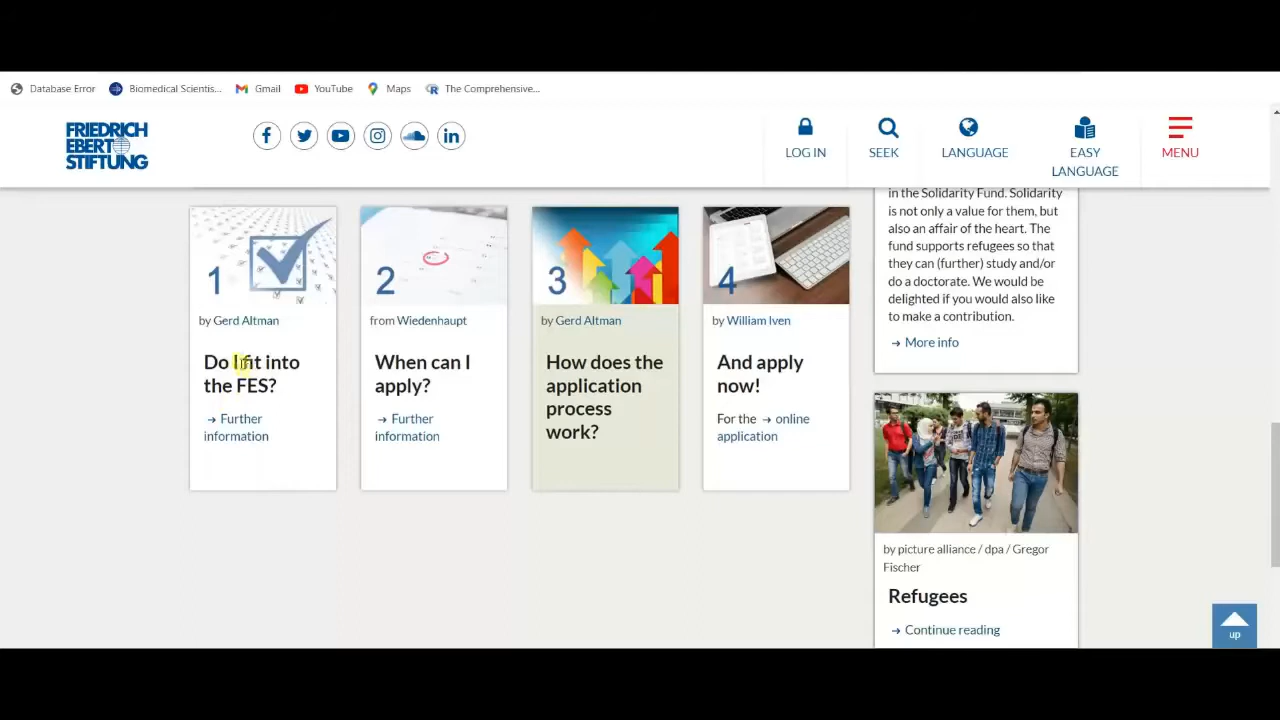 Database Error
Biomedical Scientis...
Gmail
YouTube
Maps
The Comprehensive...
FRIEDRICH
EBERT
STIFTUNG
LOG IN
SEEK
LANGUAGE
EASY
LANGUAGE
MENU
1
by Gerd Altman
Do I fit into
the FES?
→ Further
information
2
from Wiedenhaupt
When can I
apply?
→ Further
information
3
by Gerd Altman
How does the
application
process
work?
4
by William Iven
And apply
now!
For the → online
application
in the Solidarity Fund. Solidarity
is not only a value for them, but
also an affair of the heart. The
fund supports refugees so that
they can (further) study and/or
do a doctorate. We would be
delighted if you would also like
to make a contribution.
→ More info
by picture alliance / dpa / Gregor
Fischer
Refugees
→ Continue reading
up